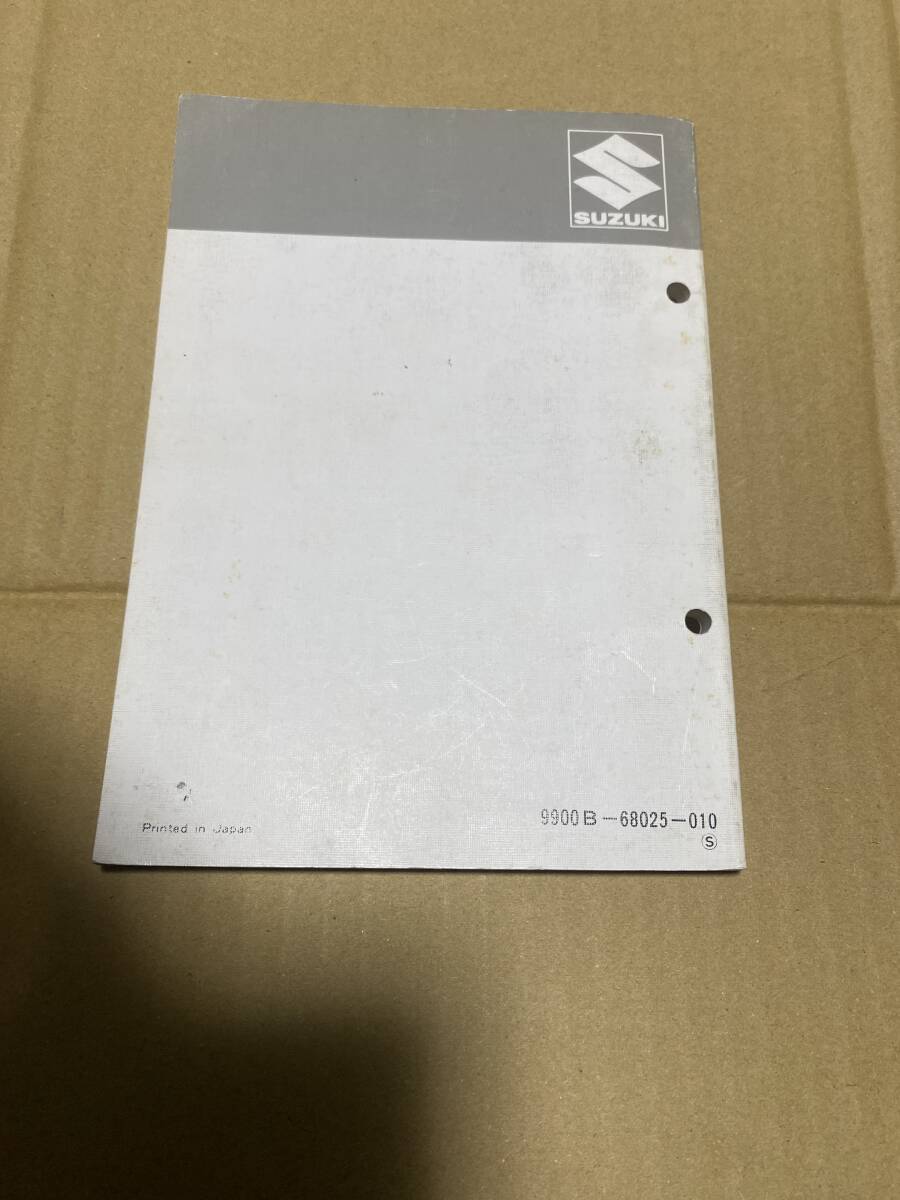 SUZUKI
Printed in Japan
9900B-68025-010
Ⓢ